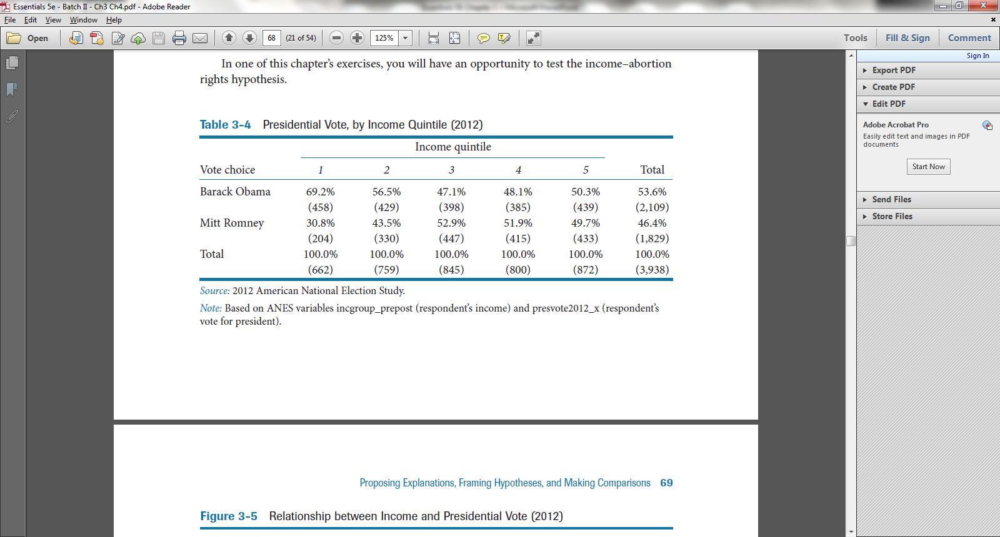 Essentials 5e - Batch II - Ch3 Ch4.pdf - Adobe Reader
File Edit View Window Help
Open 68 (21 of 54) 125% Tools Fill & Sign Comment
Sign In
Export PDF
Create PDF
Edit PDF
Adobe Acrobat Pro
Easily edit text and images in PDF
documents
Start Now
Send Files
Store Files
In one of this chapter's exercises, you will have an opportunity to test the income–abortion
rights hypothesis.
Table 3-4 Presidential Vote, by Income Quintile (2012)
Income quintile
Vote choice 1 2 3 4 5 Total
Barack Obama 69.2% 56.5% 47.1% 48.1% 50.3% 53.6%
(458) (429) (398) (385) (439) (2,109)
Mitt Romney 30.8% 43.5% 52.9% 51.9% 49.7% 46.4%
(204) (330) (447) (415) (433) (1,829)
Total 100.0% 100.0% 100.0% 100.0% 100.0% 100.0%
(662) (759) (845) (800) (872) (3,938)
Source: 2012 American National Election Study.
Note: Based on ANES variables incgroup_prepost (respondent's income) and presvote2012_x (respondent's
vote for president).
Proposing Explanations, Framing Hypotheses, and Making Comparisons 69
Figure 3-5 Relationship between Income and Presidential Vote (2012)